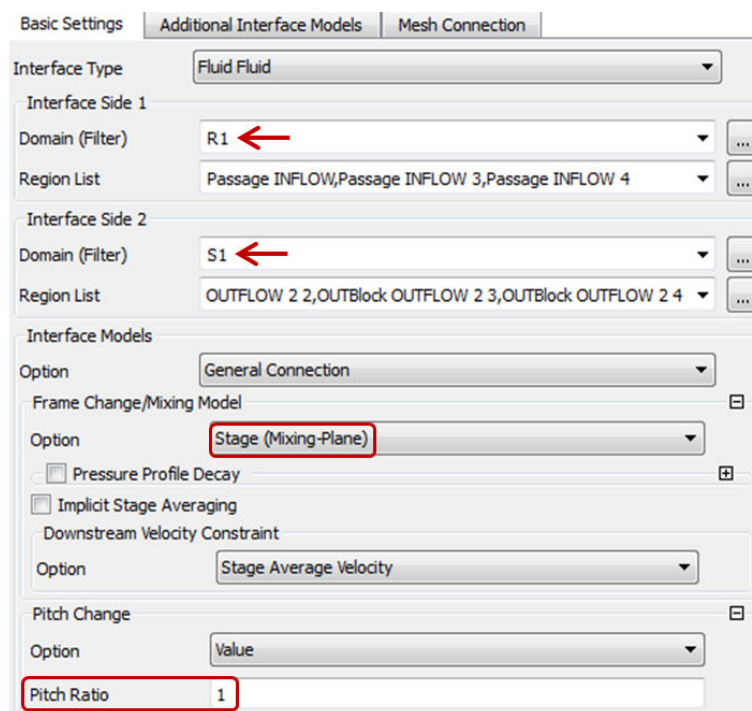 Basic Settings Additional Interface Models Mesh Connection
Interface Type Fluid Fluid
Interface Side 1
Domain (Filter) R1 ...
Region List Passage INFLOW,Passage INFLOW 3,Passage INFLOW 4 ...
Interface Side 2
Domain (Filter) S1 ...
Region List OUTFLOW 2 2,OUTBlock OUTFLOW 2 3,OUTBlock OUTFLOW 2 4 ...
Interface Models
Option General Connection
Frame Change/Mixing Model
Option Stage (Mixing-Plane)
Pressure Profile Decay
Implicit Stage Averaging
Downstream Velocity Constraint
Option Stage Average Velocity
Pitch Change
Option Value
Pitch Ratio 1